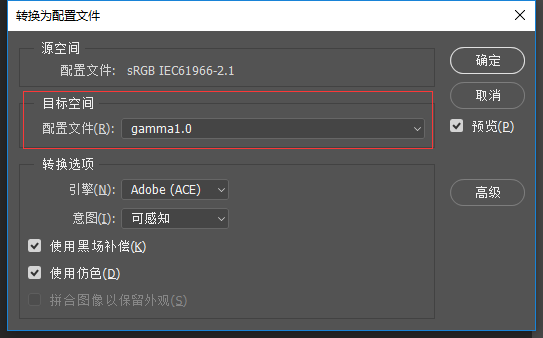 转换为配置文件
源空间
配置文件: sRGB IEC61966-2.1
确定
目标空间
取消
配置文件(R): gamma1.0
预览(P)
转换选项
引擎(N): Adobe (ACE)
高级
意图(I): 可感知
使用黑场补偿(K)
使用仿色(D)
拼合图像以保留外观(S)